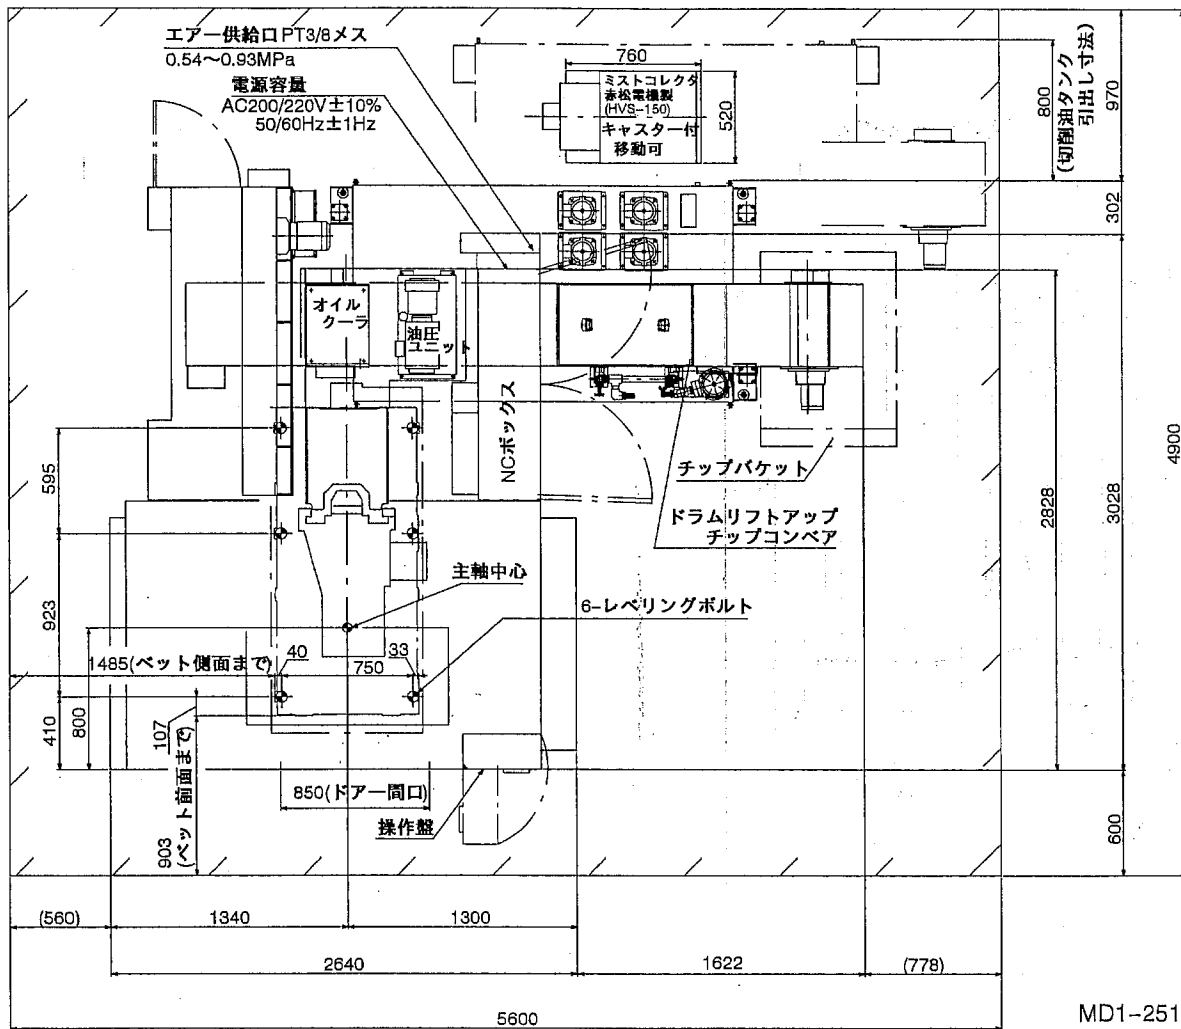 エアー供給口PT3/8メス
0.54～0.93MPa
電源容量
AC200/220V±10%
50/60Hz±1Hz
760
ミストコレクタ
赤松電機製
(HVS-150)
キャスター付
移動可
520
800
(切削油タンク
引出し寸法)
970
302
オイル
クーラ
油圧
ユニット
NCボックス
チップバケット
ドラムリフトアップ
チップコンベア
595
2828
3028
4900
主軸中心
6-レベリングボルト
923
1485(ベット側面まで)
40
750
33
410
800
107
903
(ベット前面まで)
850(ドアー間口)
操作盤
600
(560)
1340
1300
2640
1622
(778)
5600
MD1-251